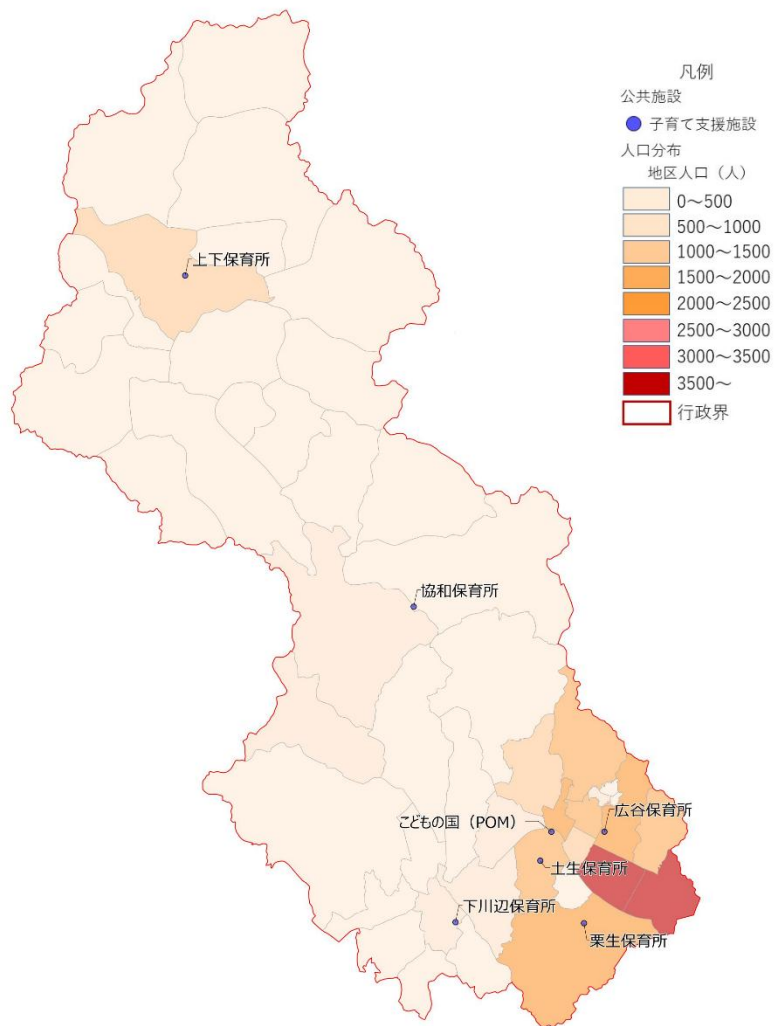 凡例
公共施設
子育て支援施設
人口分布
地区人口（人）
0～500
500～1000
1000～1500
1500～2000
2000～2500
2500～3000
3000～3500
3500～
行政界
上下保育所
協和保育所
こどもの国（POM）
広谷保育所
土生保育所
下川辺保育所
栗生保育所